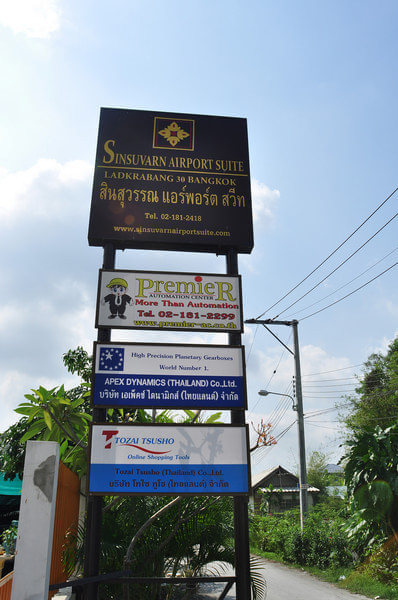 SINSUVARN AIRPORT SUITE
LADKRABANG 30 BANGKOK
สินสุวรรณ แอร์พอร์ต สวีท
Tel. 02-181-2418
www.sinsuvarnairportsuite.com
PremieR
AUTOMATION CENTER
More Than Automation
Tel. 02-181-2299
www.premier-ac.co.th
High Precision Planetary Gearboxes
World Number 1.
APEX DYNAMICS (THAILAND) Co.,Ltd.
บริษัท เอเพ็คซ์ ไดนามิกส์ (ไทยแลนด์) จำกัด
TOZAI TSUSHO
Online Shopping Tools
Tozai Tsusho (Thailand) Co.,Ltd.
บริษัท โทไซ ทูโช (ไทยแลนด์) จำกัด